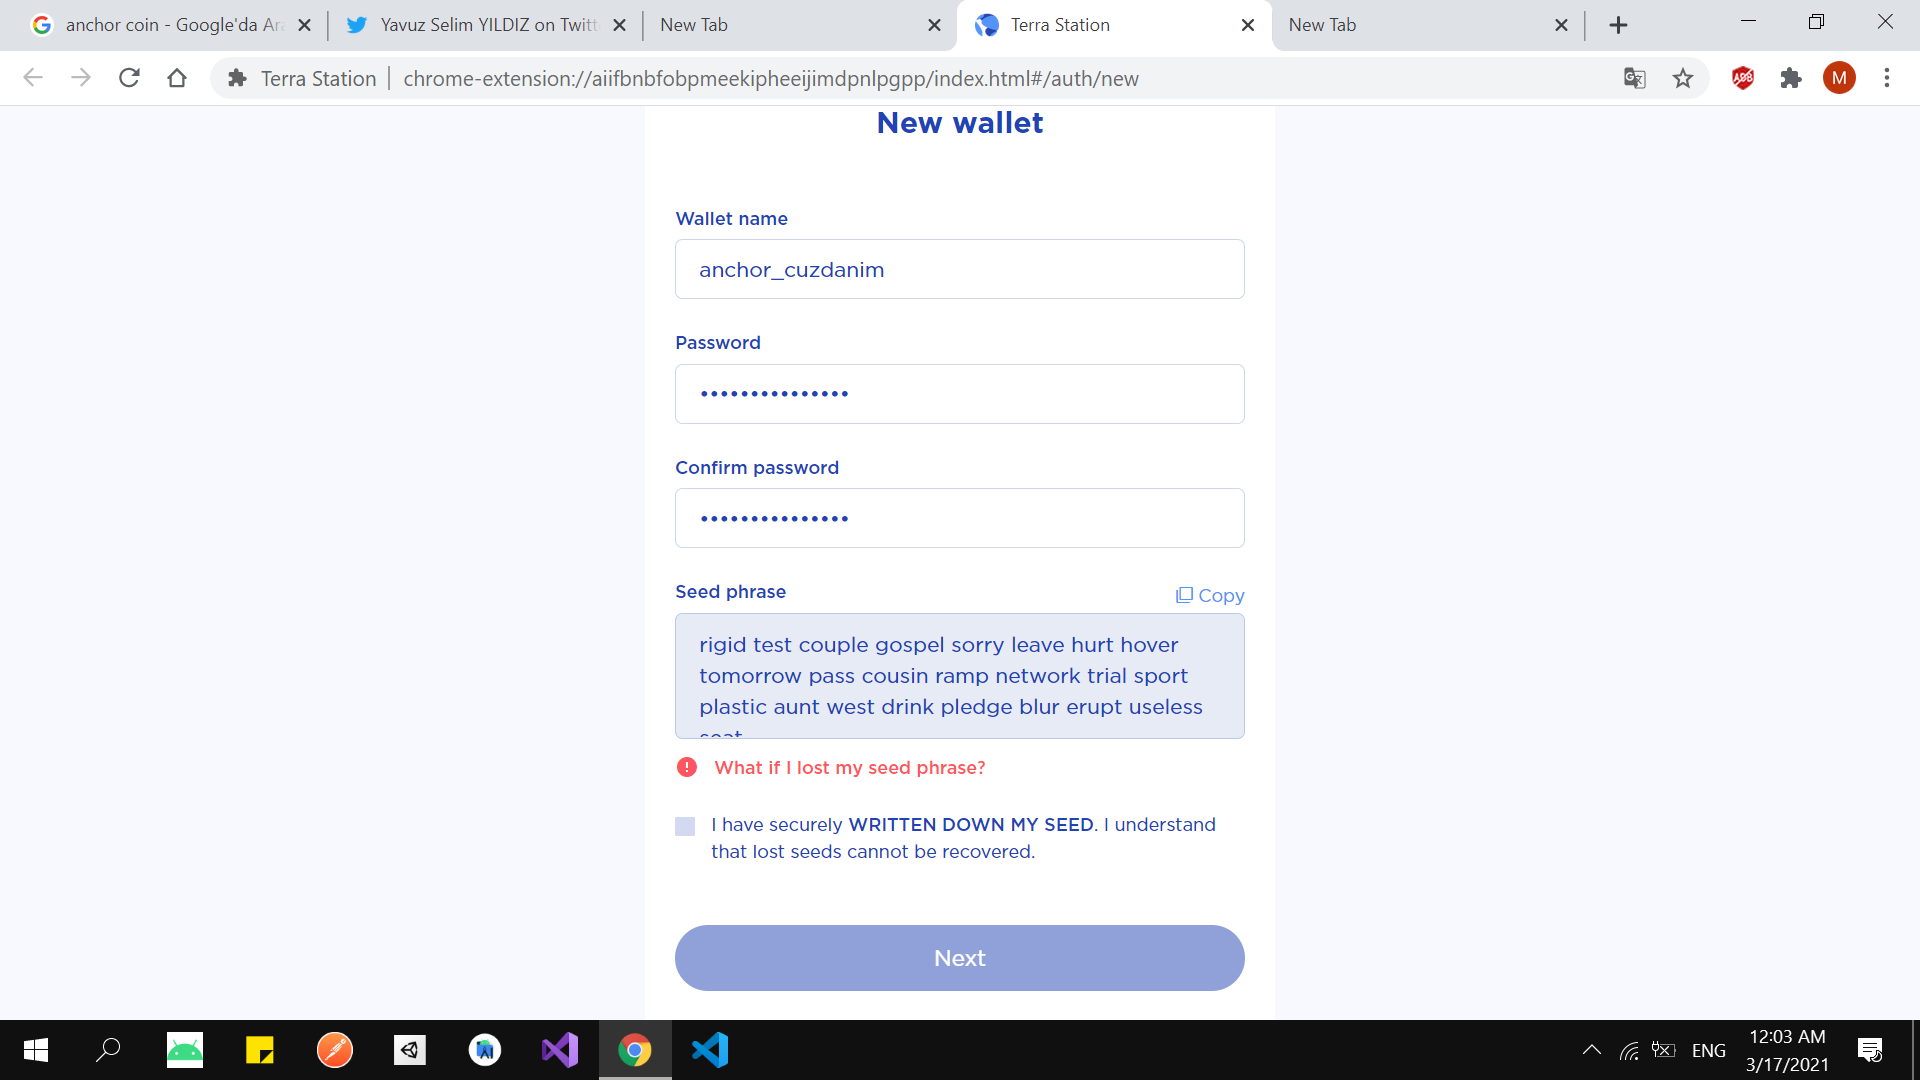 anchor coin - Google'da Ara
Yavuz Selim YILDIZ on Twitt
New Tab
Terra Station
New Tab
Terra Station
chrome-extension://aiifbnbfobpmeekipheeijimdpnlpgpp/index.html#/auth/new
M
New wallet
Wallet name
anchor_cuzdanim
Password
•••••••••••••••
Confirm password
•••••••••••••••
Seed phrase
Copy
rigid test couple gospel sorry leave hurt hover
tomorrow pass cousin ramp network trial sport
plastic aunt west drink pledge blur erupt useless
What if I lost my seed phrase?
I have securely WRITTEN DOWN MY SEED. I understand
that lost seeds cannot be recovered.
Next
ENG
12:03 AM
3/17/2021